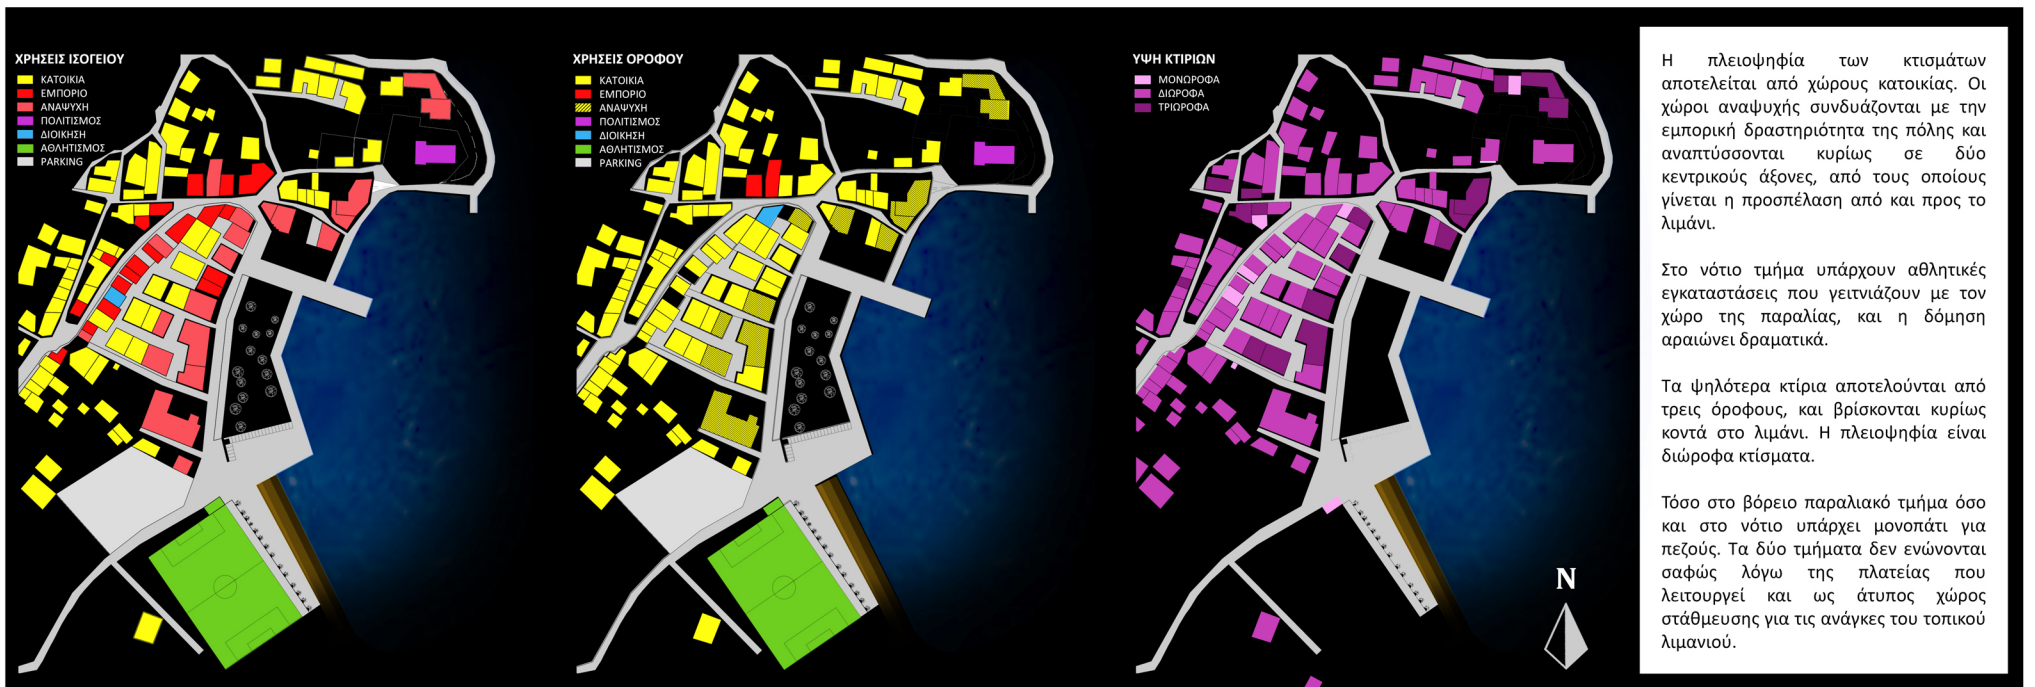 ΧΡΗΣΕΙΣ ΙΣΟΓΕΙΟΥ
ΚΑΤΟΙΚΙΑ
ΕΜΠΟΡΙΟ
ΑΝΑΨΥΧΗ
ΠΟΛΙΤΙΣΜΟΣ
ΔΙΟΙΚΗΣΗ
ΑΘΛΗΤΙΣΜΟΣ
PARKING
ΧΡΗΣΕΙΣ ΟΡΟΦΟΥ
ΚΑΤΟΙΚΙΑ
ΕΜΠΟΡΙΟ
ΑΝΑΨΥΧΗ
ΠΟΛΙΤΙΣΜΟΣ
ΔΙΟΙΚΗΣΗ
ΑΘΛΗΤΙΣΜΟΣ
PARKING
ΥΨΗ ΚΤΙΡΙΩΝ
ΜΟΝΩΡΟΦΑ
ΔΙΩΡΟΦΑ
ΤΡΙΩΡΟΦΑ
N
Η πλειοψηφία των κτισμάτων
αποτελείται από χώρους κατοικίας. Οι
χώροι αναψυχής συνδυάζονται με την
εμπορική δραστηριότητα της πόλης και
αναπτύσσονται κυρίως σε δύο
κεντρικούς άξονες, από τους οποίους
γίνεται η προσπέλαση από και προς το
λιμάνι.
Στο νότιο τμήμα υπάρχουν αθλητικές
εγκαταστάσεις που γειτνιάζουν με τον
χώρο της παραλίας, και η δόμηση
αραιώνει δραματικά.
Τα ψηλότερα κτίρια αποτελούνται από
τρεις όροφους, και βρίσκονται κυρίως
κοντά στο λιμάνι. Η πλειοψηφία είναι
διώροφα κτίσματα.
Τόσο στο βόρειο παραλιακό τμήμα όσο
και στο νότιο υπάρχει μονοπάτι για
πεζούς. Τα δύο τμήματα δεν ενώνονται
σαφώς λόγω της πλατείας που
λειτουργεί και ως άτυπος χώρος
στάθμευσης για τις ανάγκες του τοπικού
λιμανιού.